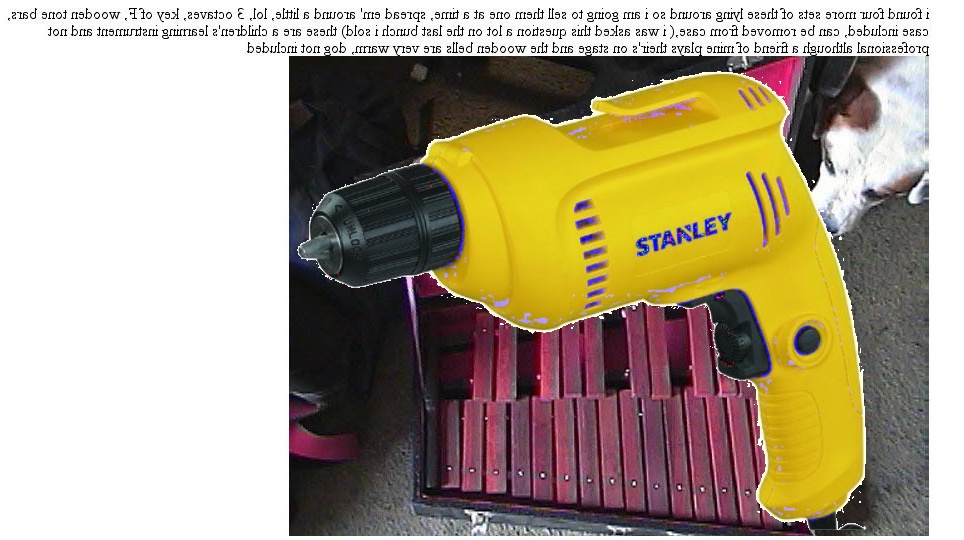 i found four more sets of these lying around so i am going to sell them one at a time, spread em' around a little, lol, 3 octaves, key of F, wooden tone bars,
case included, can be removed from case,( i was asked this question a lot on the last bunch i sold) these are a children's learning instrument and not
professional although a friend of mine plays their's on stage and the wooden bells are very warm, dog not included
STANLEY